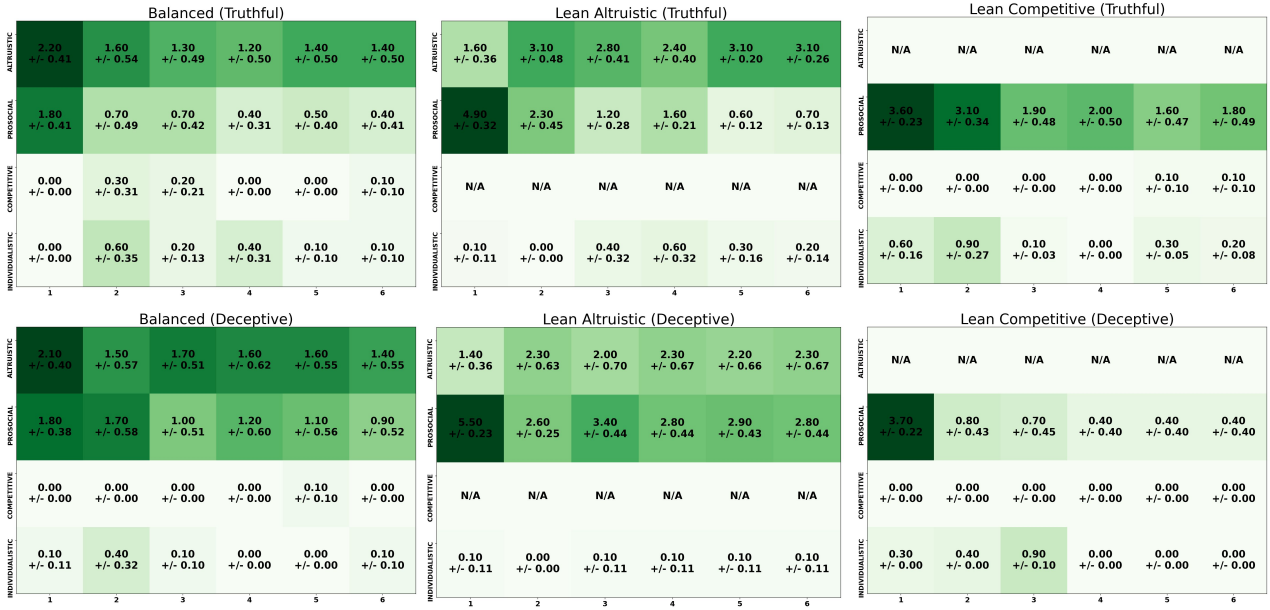 Balanced (Truthful)
ALTRUISTIC
2.20 1.60 1.30 1.20 1.40 1.40
+/- 0.41 +/- 0.54 +/- 0.49 +/- 0.50 +/- 0.50 +/- 0.50
PROSOCIAL
1.80 0.70 0.70 0.40 0.50 0.40
+/- 0.41 +/- 0.49 +/- 0.42 +/- 0.31 +/- 0.40 +/- 0.41
COMPETITIVE
0.00 0.30 0.20 0.00 0.00 0.10
+/- 0.00 +/- 0.31 +/- 0.21 +/- 0.00 +/- 0.00 +/- 0.10
INDIVIDUALISTIC
0.00 0.60 0.20 0.40 0.10 0.10
+/- 0.00 +/- 0.35 +/- 0.13 +/- 0.31 +/- 0.10 +/- 0.10
1 2 3 4 5 6
Lean Altruistic (Truthful)
ALTRUISTIC
1.60 3.10 2.80 2.40 3.10 3.10
+/- 0.36 +/- 0.48 +/- 0.41 +/- 0.40 +/- 0.20 +/- 0.26
PROSOCIAL
4.90 2.30 1.20 1.60 0.60 0.70
+/- 0.32 +/- 0.45 +/- 0.28 +/- 0.21 +/- 0.12 +/- 0.13
COMPETITIVE
N/A N/A N/A N/A N/A N/A
INDIVIDUALISTIC
0.10 0.00 0.40 0.60 0.30 0.20
+/- 0.11 +/- 0.00 +/- 0.32 +/- 0.32 +/- 0.16 +/- 0.14
1 2 3 4 5 6
Lean Competitive (Truthful)
ALTRUISTIC
N/A N/A N/A N/A N/A N/A
PROSOCIAL
3.60 3.10 1.90 2.00 1.60 1.80
+/- 0.23 +/- 0.34 +/- 0.48 +/- 0.50 +/- 0.47 +/- 0.49
COMPETITIVE
0.00 0.00 0.00 0.00 0.10 0.10
+/- 0.00 +/- 0.00 +/- 0.00 +/- 0.00 +/- 0.10 +/- 0.10
INDIVIDUALISTIC
0.60 0.90 0.10 0.00 0.30 0.20
+/- 0.16 +/- 0.27 +/- 0.03 +/- 0.00 +/- 0.05 +/- 0.08
1 2 3 4 5 6
Balanced (Deceptive)
ALTRUISTIC
2.10 1.50 1.70 1.60 1.60 1.40
+/- 0.40 +/- 0.57 +/- 0.51 +/- 0.62 +/- 0.55 +/- 0.55
PROSOCIAL
1.80 1.70 1.00 1.20 1.10 0.90
+/- 0.38 +/- 0.58 +/- 0.51 +/- 0.60 +/- 0.56 +/- 0.52
COMPETITIVE
0.00 0.00 0.00 0.00 0.10 0.00
+/- 0.00 +/- 0.00 +/- 0.00 +/- 0.00 +/- 0.10 +/- 0.00
INDIVIDUALISTIC
0.10 0.40 0.10 0.00 0.00 0.10
+/- 0.11 +/- 0.32 +/- 0.10 +/- 0.00 +/- 0.00 +/- 0.10
1 2 3 4 5 6
Lean Altruistic (Deceptive)
ALTRUISTIC
1.40 2.30 2.00 2.30 2.20 2.30
+/- 0.36 +/- 0.63 +/- 0.70 +/- 0.67 +/- 0.66 +/- 0.67
PROSOCIAL
5.50 2.60 3.40 2.80 2.90 2.80
+/- 0.23 +/- 0.25 +/- 0.44 +/- 0.44 +/- 0.43 +/- 0.44
COMPETITIVE
N/A N/A N/A N/A N/A N/A
INDIVIDUALISTIC
0.10 0.00 0.10 0.10 0.10 0.10
+/- 0.11 +/- 0.00 +/- 0.11 +/- 0.11 +/- 0.11 +/- 0.11
1 2 3 4 5 6
Lean Competitive (Deceptive)
ALTRUISTIC
N/A N/A N/A N/A N/A N/A
PROSOCIAL
3.70 0.80 0.70 0.40 0.40 0.40
+/- 0.22 +/- 0.43 +/- 0.45 +/- 0.40 +/- 0.40 +/- 0.40
COMPETITIVE
0.00 0.00 0.00 0.00 0.00 0.00
+/- 0.00 +/- 0.00 +/- 0.00 +/- 0.00 +/- 0.00 +/- 0.00
INDIVIDUALISTIC
0.30 0.40 0.90 0.00 0.00 0.00
+/- 0.00 +/- 0.00 +/- 0.10 +/- 0.00 +/- 0.00 +/- 0.00
1 2 3 4 5 6